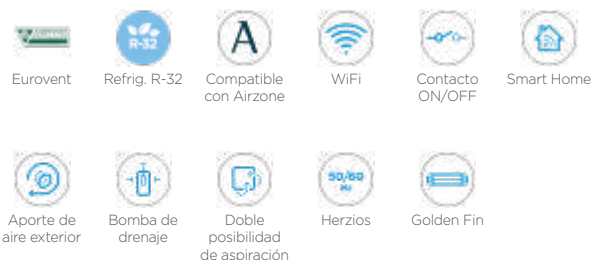 R-32
A
Eurovent
Refrig. R-32
Compatible
con Airzone
WiFi
Contacto
ON/OFF
Smart Home
50/60
Hz
Aporte de
aire exterior
Bomba de
drenaje
Doble
posibilidad
de aspiración
Herzios
Golden Fin